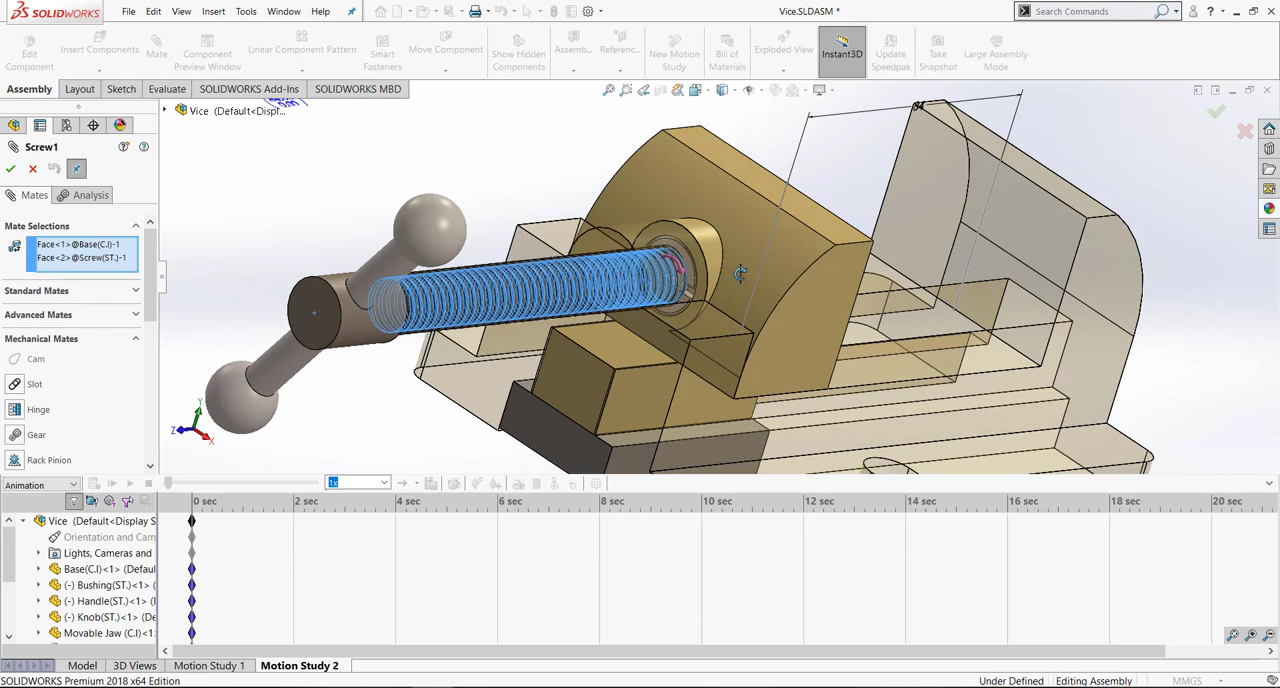 SOLIDWORKS
File Edit View Insert Tools Window Help
Vice.SLDASM *
Search Commands
?
Edit Component
Insert Components
Mate
Component Preview Window
Linear Component Pattern
Smart Fasteners
Move Component
Show Hidden Components
Assemb...
Referenc...
New Motion Study
Bill of Materials
Exploded View
Instant3D
Update Speedpak
Take Snapshot
Large Assembly Mode
Assembly Layout Sketch Evaluate SOLIDWORKS Add-Ins SOLIDWORKS MBD
Vice (Default<Displ...
Screw1
Mates Analysis
Mate Selections
Face<1>@Base(C.I)-1
Face<2>@Screw(ST.)-1
Standard Mates
Advanced Mates
Mechanical Mates
Cam
Slot
Hinge
Gear
Rack Pinion
84
Y
Z
X
Animation
1x
0 sec 2 sec 4 sec 6 sec 8 sec 10 sec 12 sec 14 sec 16 sec 18 sec 20 sec
Vice (Default<Display S
Orientation and Cam
Lights, Cameras and
Base(C.I)<1> (Defaul
(-) Bushing(ST.)<1> (
(-) Handle(ST.)<1> (I
(-) Knob(ST.)<1> (De
Movable Jaw (C.I)<1>
Model 3D Views Motion Study 1 Motion Study 2
SOLIDWORKS Premium 2018 x64 Edition
Under Defined Editing Assembly MMGS